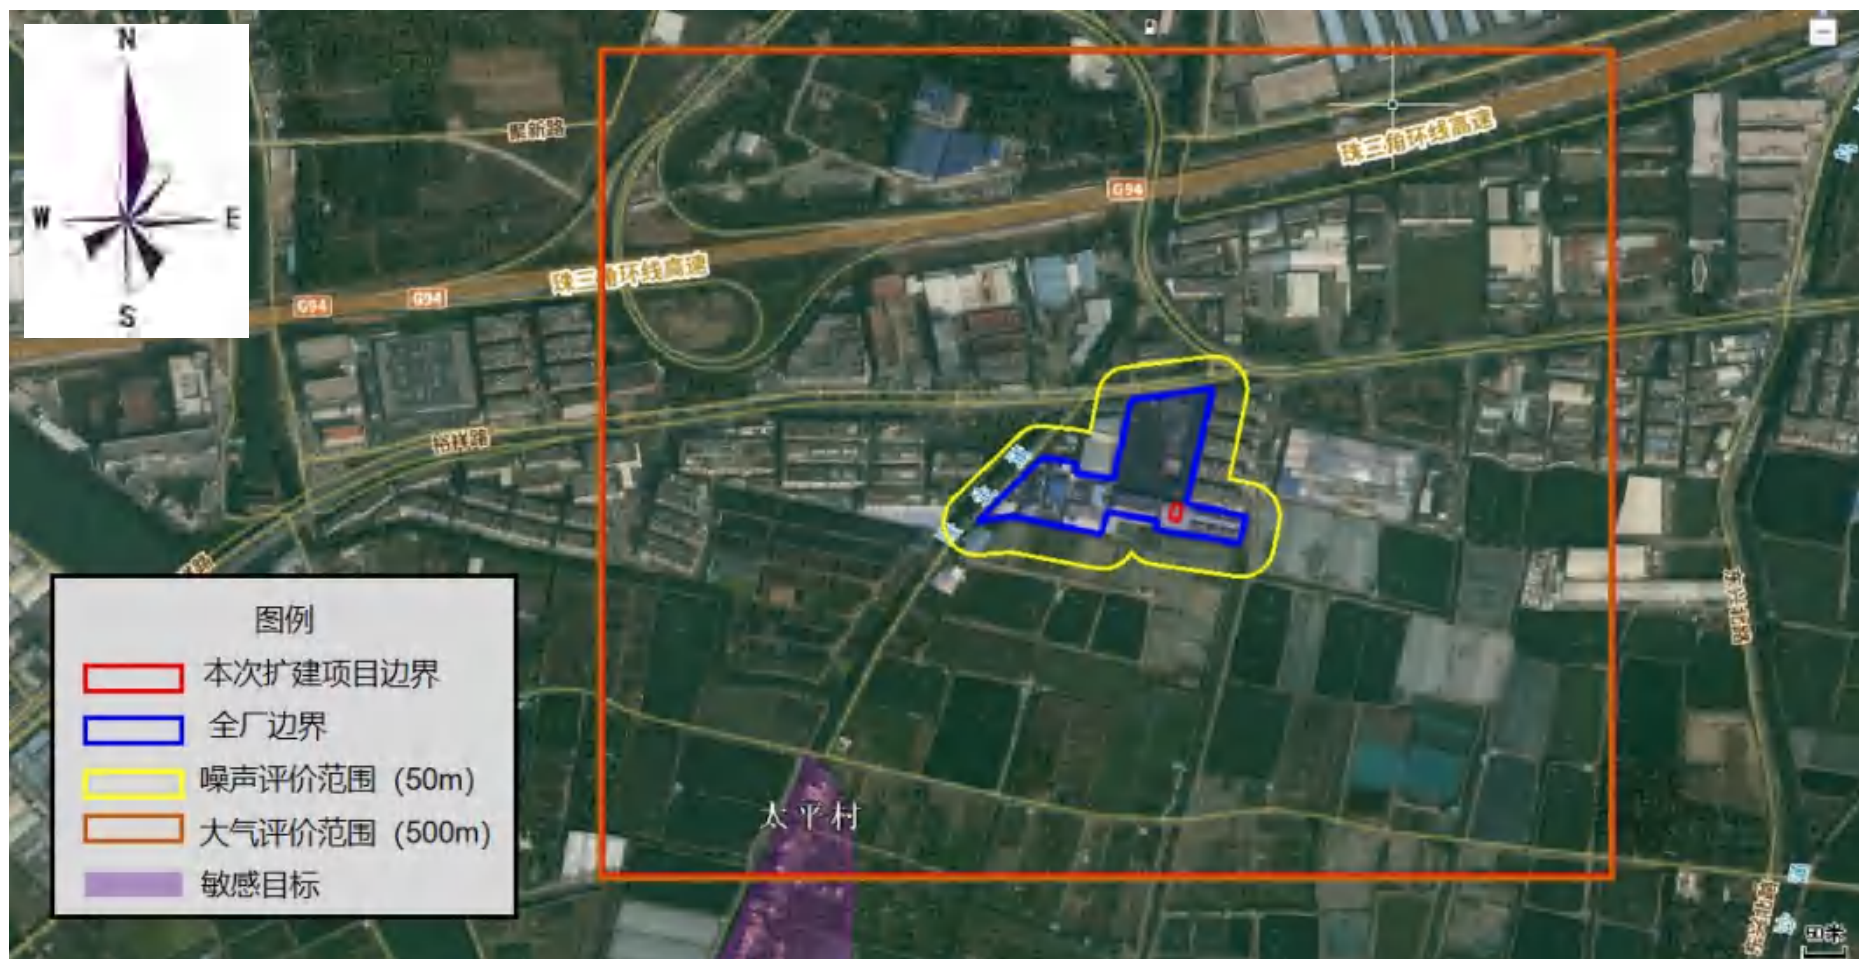 N
W
E
S
聚新路
珠三角环线高速
G94
珠三角环线高速
G94
G94
裕祥路
图例
本次扩建项目边界
全厂边界
噪声评价范围（50m）
大气评价范围（500m）
敏感目标
太平村
50米